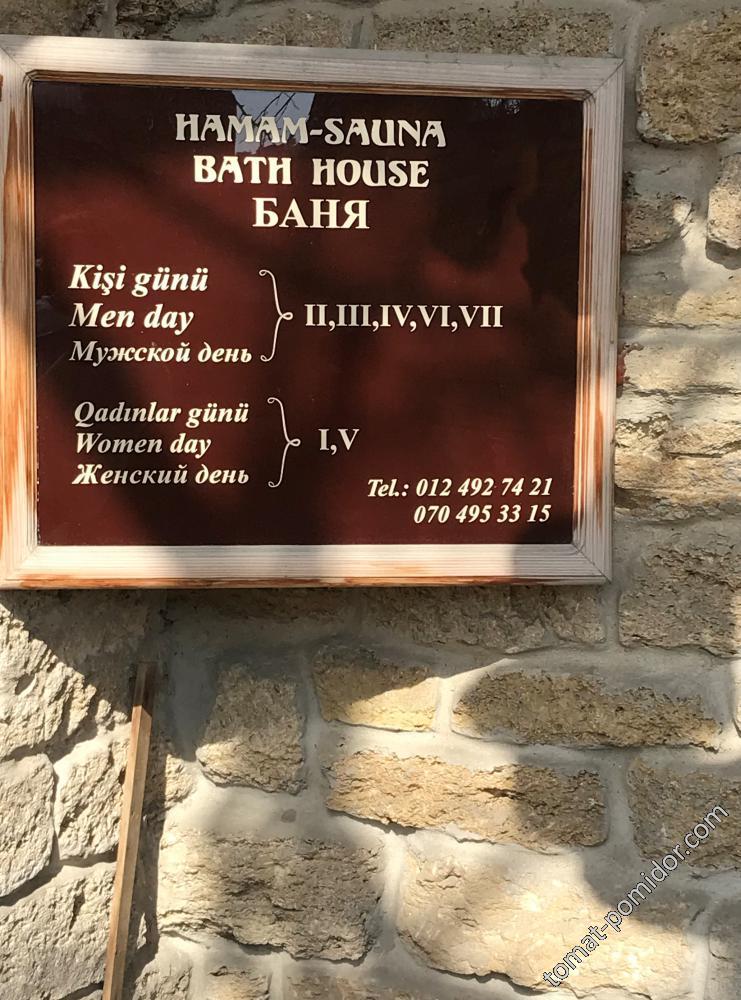 HAMAM-SAUNA
BATH HOUSE
БАНЯ
Kişi günü
Men day
Мужской день
II,III,IV,VI,VII
Qadınlar günü
Women day
Женский день
I,V
Tel.: 012 492 74 21
070 495 33 15
tomat-pomidor.com